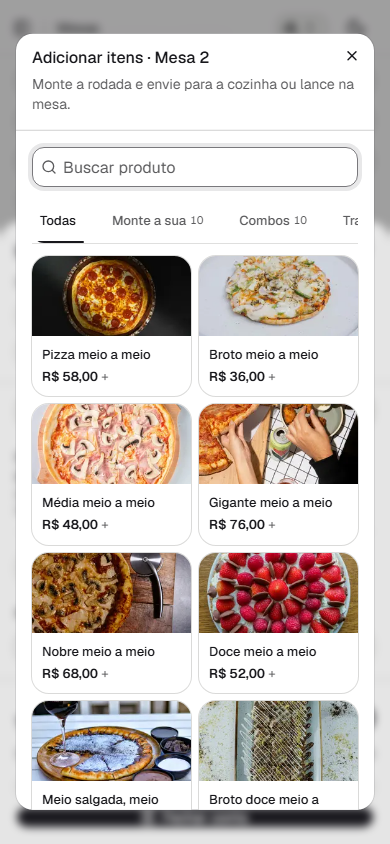 Adicionar itens · Mesa 2
Monte a rodada e envie para a cozinha ou lance na
mesa.
Buscar produto
Todas
Monte a sua 10
Combos 10
Tra
Pizza meio a meio
R$ 58,00 +
Broto meio a meio
R$ 36,00 +
Média meio a meio
R$ 48,00 +
Gigante meio a meio
R$ 76,00 +
Nobre meio a meio
R$ 68,00 +
Doce meio a meio
R$ 52,00 +
Meio salgada, meio
Broto doce meio a